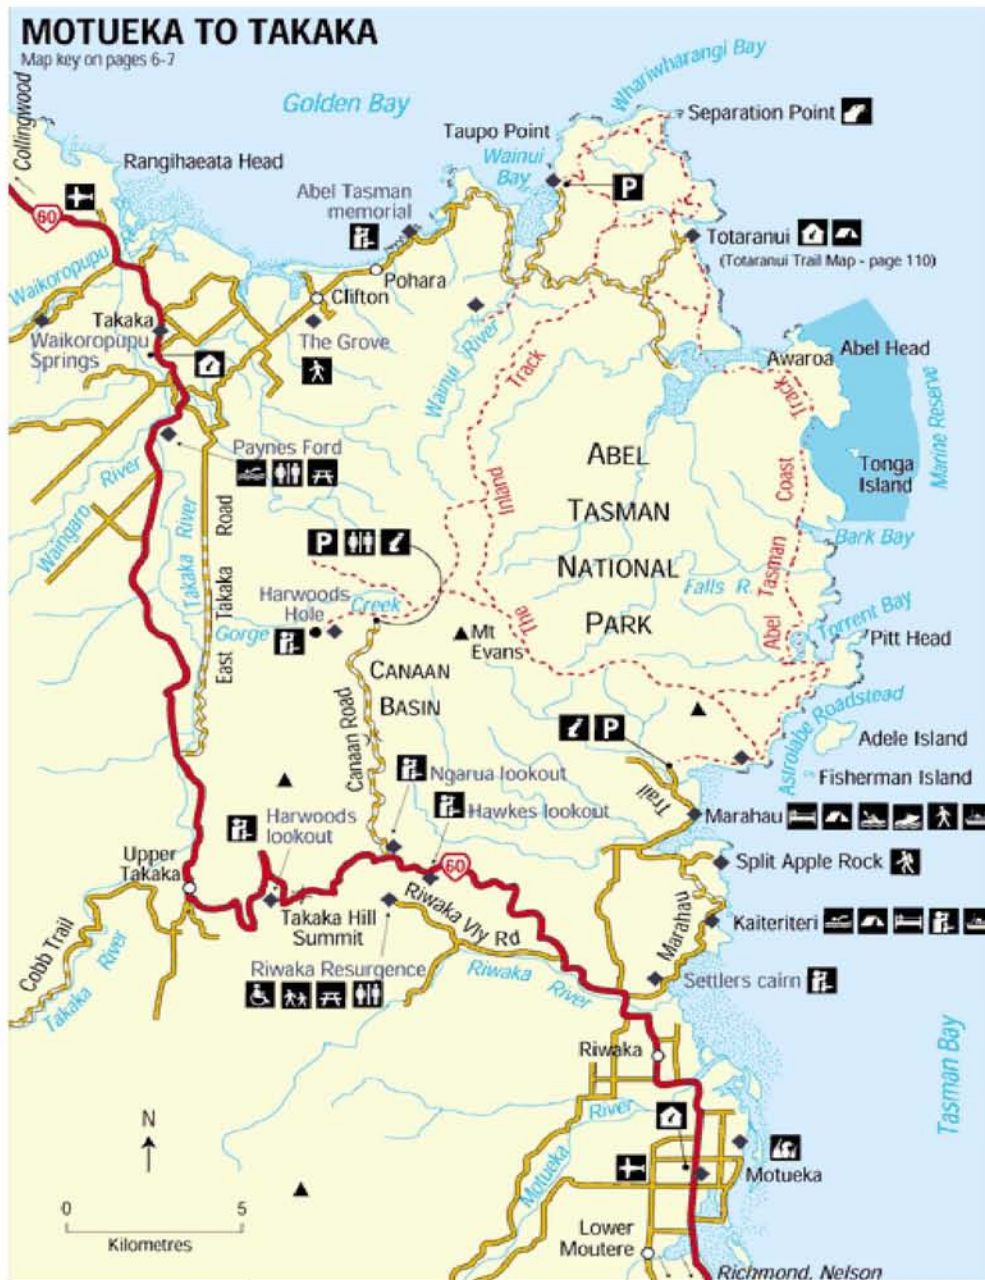 MOTUEKA TO TAKAKA
Map key on pages 6-7
Collingwood
Golden Bay
Whariwharangi Bay
Separation Point
Taupo Point
Wainui
Bay
Rangihaeata Head
P
Abel Tasman
memorial
60
Totaranui
(Totaranui Trail Map - page 110)
Waikoropupu
Pohara
Clifton
Takaka
Waikoropupu
Springs
The Grove
Wainui River
Awaroa
Abel Head
Marine Reserve
Tonga
Island
Bark Bay
The Inland Track
Abel Tasman Coast Track
ABEL
TASMAN
NATIONAL
PARK
Falls R.
Torrent Bay
Pitt Head
Paynes Ford
Waingaro River
Takaka River
East Takaka Road
P
Harwoods
Hole
Gorge Creek
Mt
Evans
CANAAN
BASIN
Canaan Road
P
Astrolabe Roadstead
Adele Island
Fisherman Island
Ngarua lookout
Hawkes lookout
Harwoods
lookout
Trail
Marahau
Split Apple Rock
Kaiteriteri
Marahau
Settlers cairn
Upper
Takaka
60
Takaka Hill
Summit
Riwaka Vly Rd
Riwaka Resurgence
Riwaka River
Cobb Trail
Takaka River
Tasman Bay
Riwaka
Motueka River
Motueka
Lower
Moutere
Richmond, Nelson
N
0 5
Kilometres